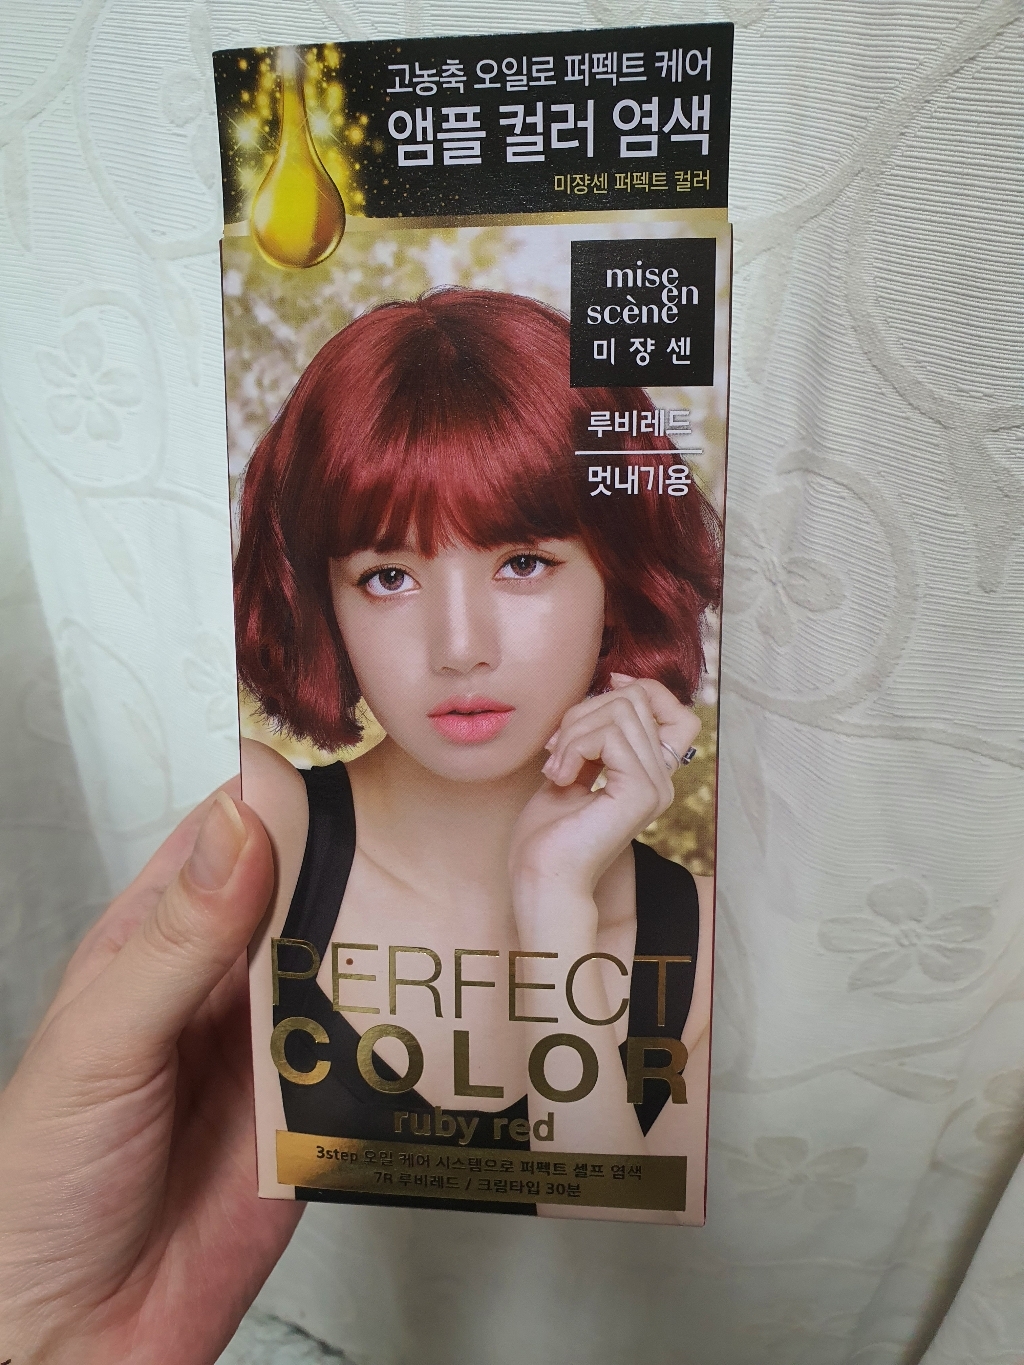 고농축 오일로 퍼펙트 케어
앰플 컬러 염색
미쟝센 퍼펙트 컬러
mise
en
scène
미쟝센
루비레드
멋내기용
PERFECT
COLOR
ruby red
3step 오일 케어 시스템으로 퍼펙트 셀프 염색
7R 루비레드 / 크림타입 30분